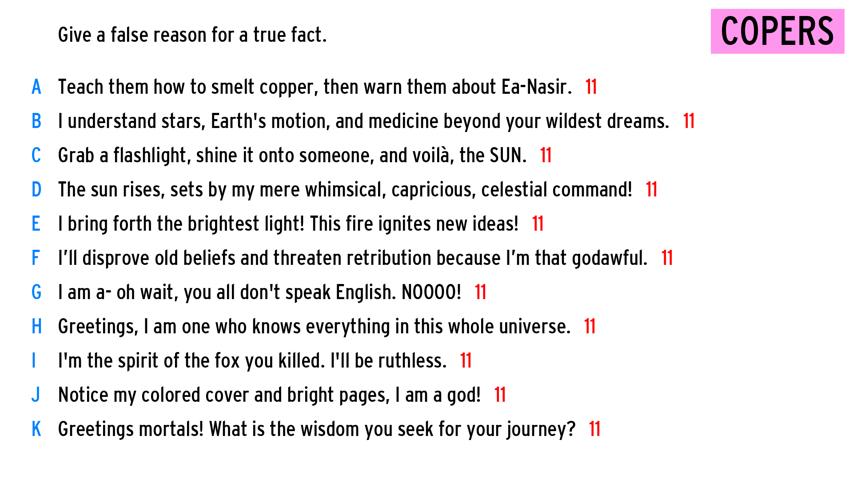 Give a false reason for a true fact.
COPERS
A Teach them how to smelt copper, then warn them about Ea-Nasir. 11
B I understand stars, Earth's motion, and medicine beyond your wildest dreams. 11
C Grab a flashlight, shine it onto someone, and voilà, the SUN. 11
D The sun rises, sets by my mere whimsical, capricious, celestial command! 11
E I bring forth the brightest light! This fire ignites new ideas! 11
F I’ll disprove old beliefs and threaten retribution because I’m that godawful. 11
G I am a- oh wait, you all don't speak English. NOOOO! 11
H Greetings, I am one who knows everything in this whole universe. 11
I I'm the spirit of the fox you killed. I'll be ruthless. 11
J Notice my colored cover and bright pages, I am a god! 11
K Greetings mortals! What is the wisdom you seek for your journey? 11